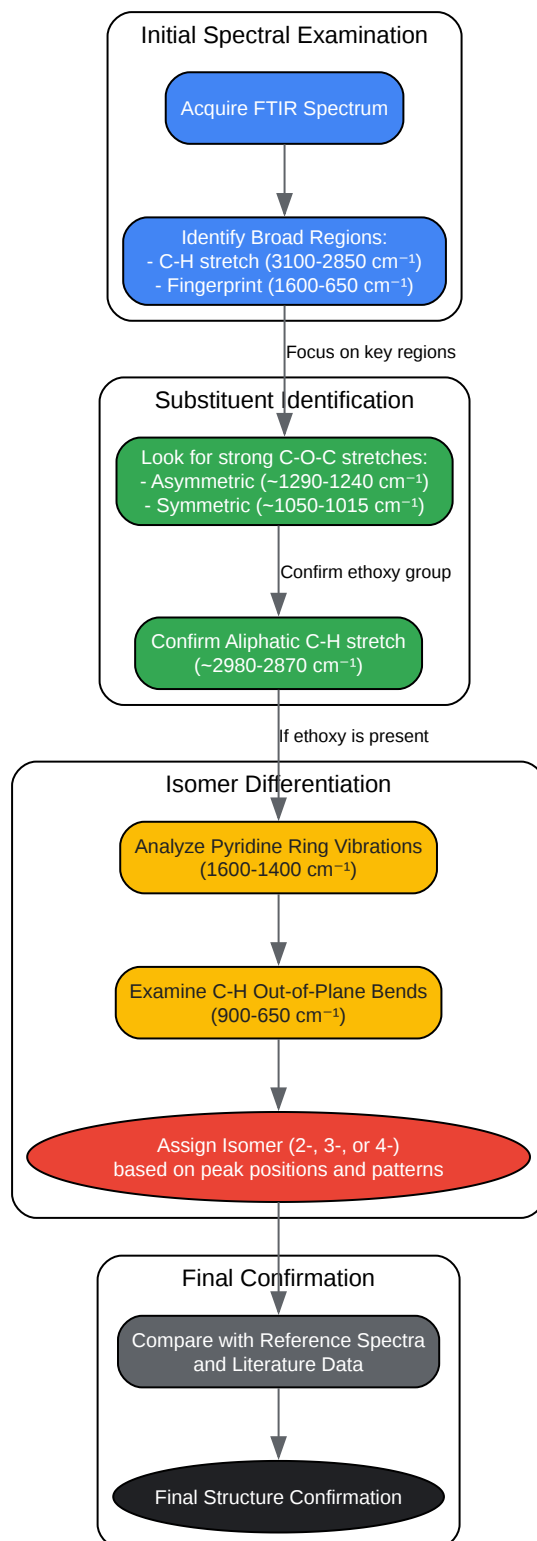 Initial Spectral Examination
Acquire FTIR Spectrum
Identify Broad Regions:
- C-H stretch (3100-2850 cm⁻¹)
- Fingerprint (1600-650 cm⁻¹)
Focus on key regions
Substituent Identification
Look for strong C-O-C stretches:
- Asymmetric (~1290-1240 cm⁻¹)
- Symmetric (~1050-1015 cm⁻¹)
Confirm ethoxy group
Confirm Aliphatic C-H stretch
(~2980-2870 cm⁻¹)
If ethoxy is present
Isomer Differentiation
Analyze Pyridine Ring Vibrations
(1600-1400 cm⁻¹)
Examine C-H Out-of-Plane Bends
(900-650 cm⁻¹)
Assign Isomer (2-, 3-, or 4-)
based on peak positions and patterns
Final Confirmation
Compare with Reference Spectra
and Literature Data
Final Structure Confirmation